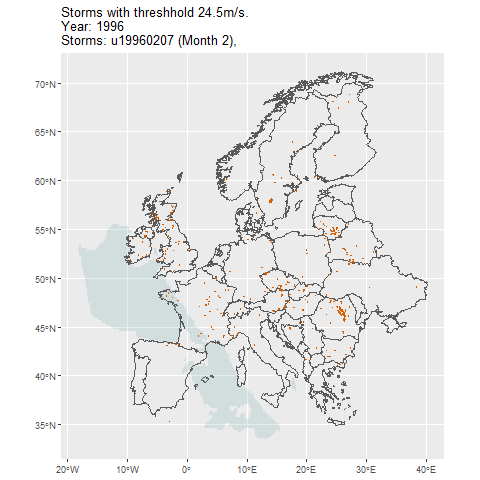 Storms with threshhold 24.5m/s.
Year: 1996
Storms: u19960207 (Month 2),
70°N
65°N
60°N
55°N
50°N
45°N
40°N
35°N
20°W
10°W
0°
10°E
20°E
30°E
40°E